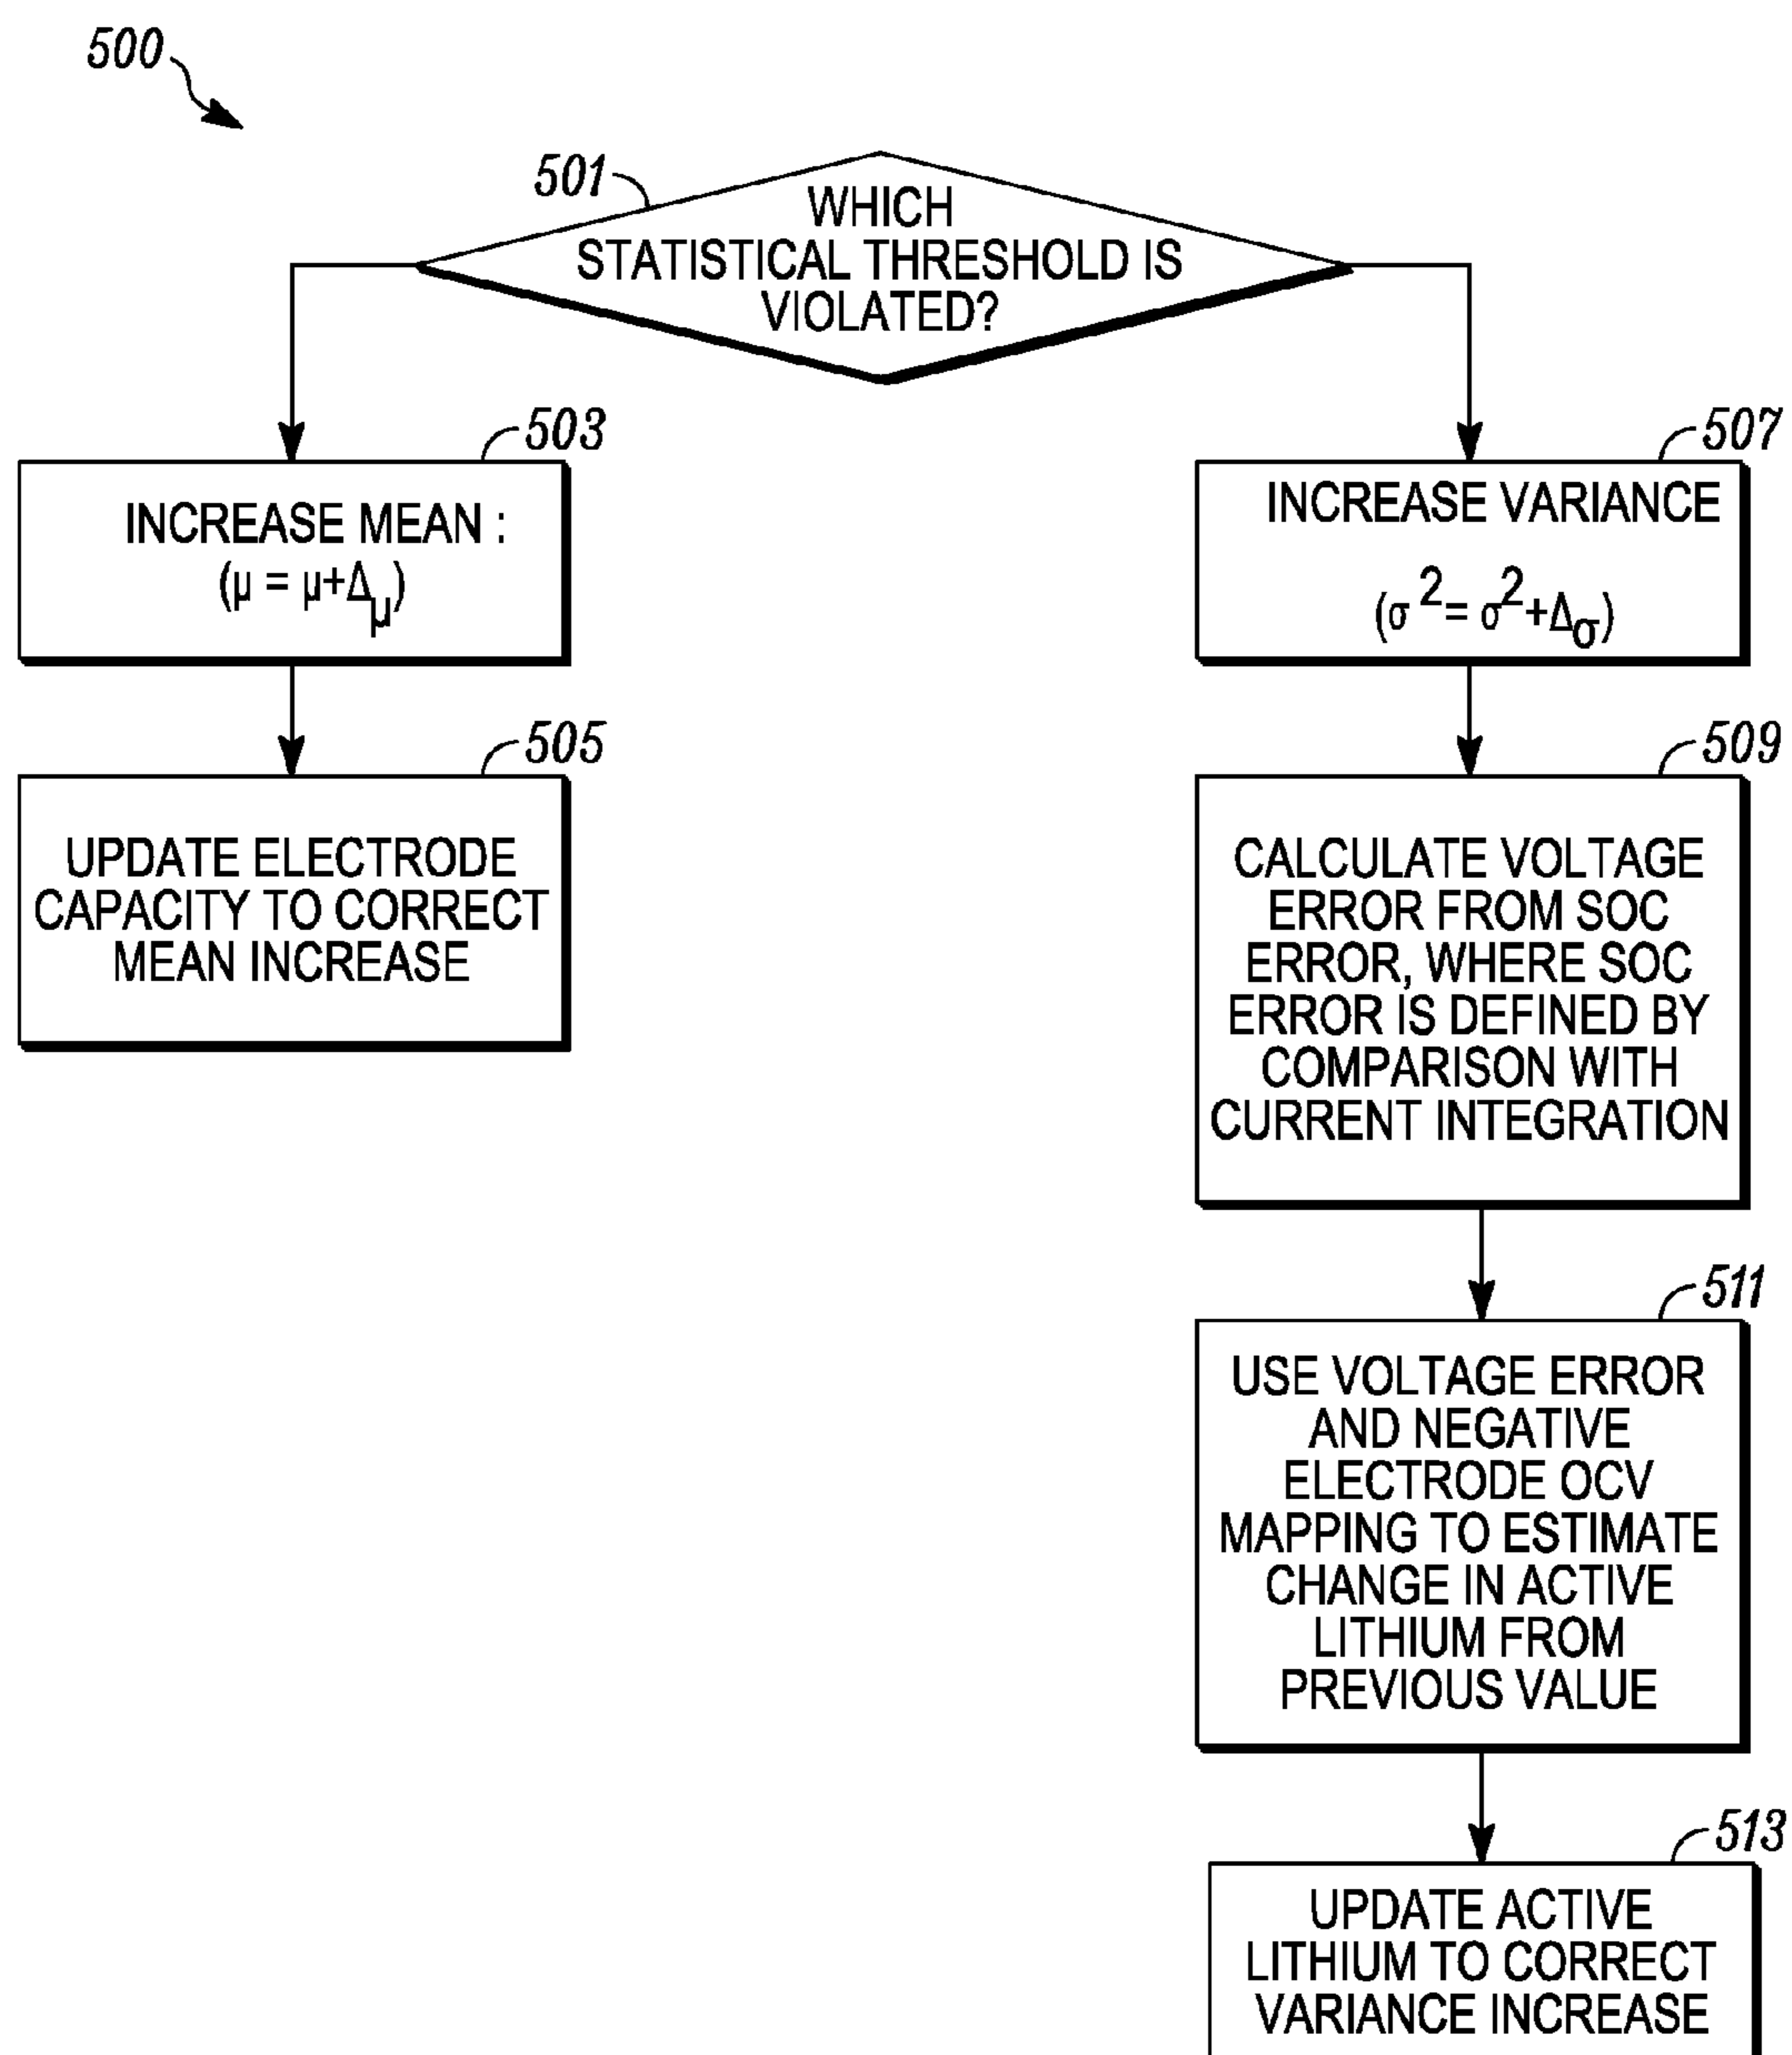 500
501
WHICH
STATISTICAL THRESHOLD IS
VIOLATED?
503
INCREASE MEAN :
(μ = μ+Δμ)
505
UPDATE ELECTRODE
CAPACITY TO CORRECT
MEAN INCREASE
507
INCREASE VARIANCE
(σ² = σ²+Δσ)
509
CALCULATE VOLTAGE
ERROR FROM SOC
ERROR, WHERE SOC
ERROR IS DEFINED BY
COMPARISON WITH
CURRENT INTEGRATION
511
USE VOLTAGE ERROR
AND NEGATIVE
ELECTRODE OCV
MAPPING TO ESTIMATE
CHANGE IN ACTIVE
LITHIUM FROM
PREVIOUS VALUE
513
UPDATE ACTIVE
LITHIUM TO CORRECT
VARIANCE INCREASE